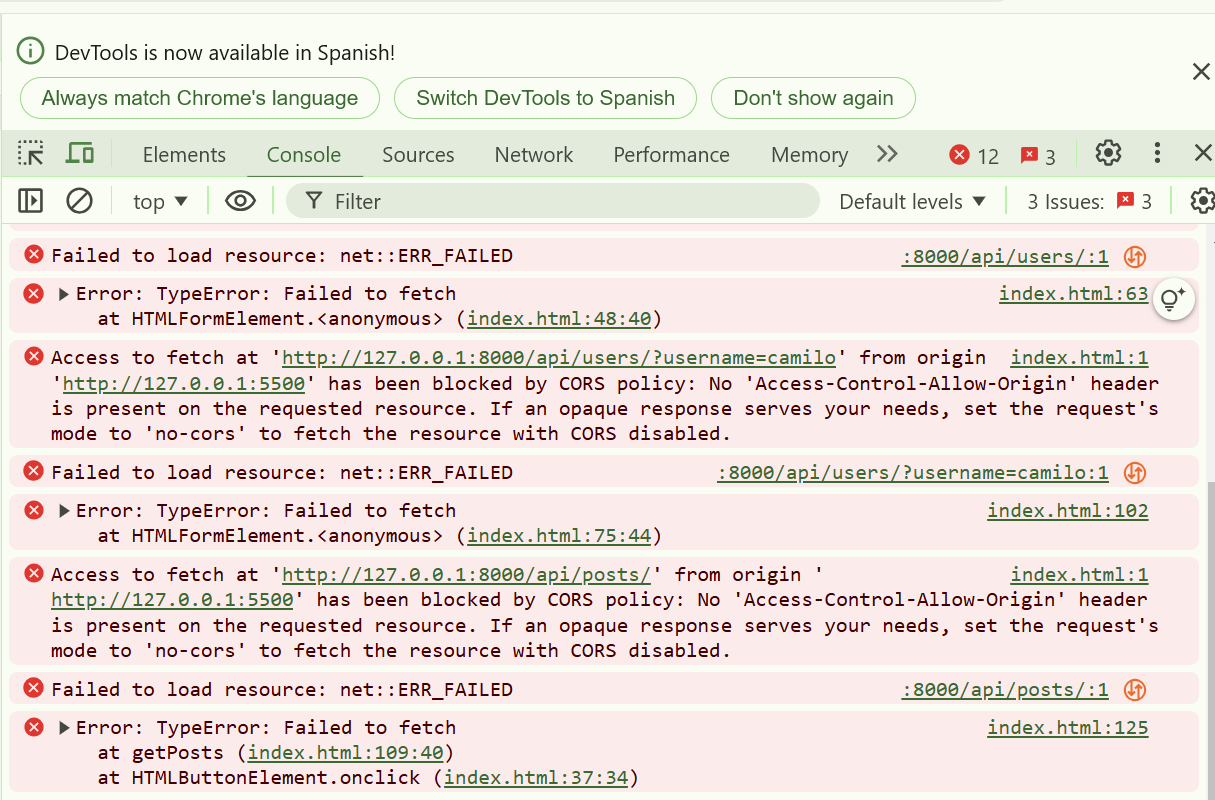 DevTools is now available in Spanish!
Always match Chrome's language Switch DevTools to Spanish Don't show again
Elements Console Sources Network Performance Memory 12 3
top Filter Default levels 3 Issues: 3
Failed to load resource: net::ERR_FAILED :8000/api/users/:1
Error: TypeError: Failed to fetch index.html:63
at HTMLFormElement.<anonymous> (index.html:48:40)
Access to fetch at 'http://127.0.0.1:8000/api/users/?username=camilo' from origin index.html:1
'http://127.0.0.1:5500' has been blocked by CORS policy: No 'Access-Control-Allow-Origin' header
is present on the requested resource. If an opaque response serves your needs, set the request's
mode to 'no-cors' to fetch the resource with CORS disabled.
Failed to load resource: net::ERR_FAILED :8000/api/users/?username=camilo:1
Error: TypeError: Failed to fetch index.html:102
at HTMLFormElement.<anonymous> (index.html:75:44)
Access to fetch at 'http://127.0.0.1:8000/api/posts/' from origin ' index.html:1
http://127.0.0.1:5500' has been blocked by CORS policy: No 'Access-Control-Allow-Origin' header
is present on the requested resource. If an opaque response serves your needs, set the request's
mode to 'no-cors' to fetch the resource with CORS disabled.
Failed to load resource: net::ERR_FAILED :8000/api/posts/:1
Error: TypeError: Failed to fetch index.html:125
at getPosts (index.html:109:40)
at HTMLButtonElement.onclick (index.html:37:34)